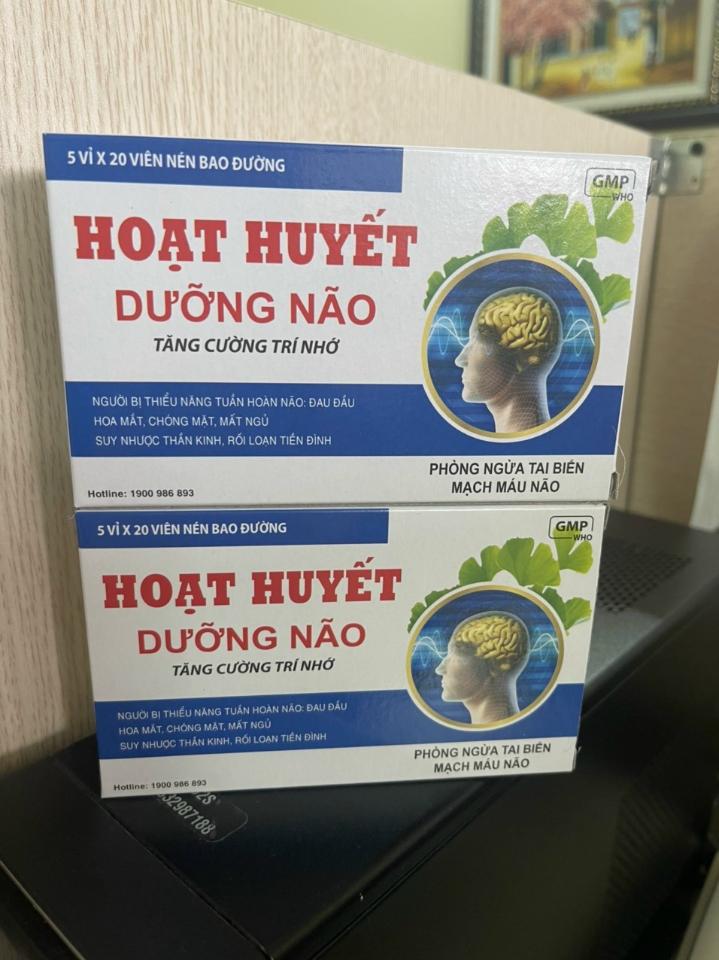 5 VỈ X 20 VIÊN NÉN BAO ĐƯỜNG
GMP
WHO
HOẠT HUYẾT
DƯỠNG NÃO
TĂNG CƯỜNG TRÍ NHỚ
NGƯỜI BỊ THIỂU NĂNG TUẦN HOÀN NÃO: ĐAU ĐẦU
HOA MẮT, CHÓNG MẶT, MẤT NGỦ
SUY NHƯỢC THẦN KINH, RỐI LOẠN TIỀN ĐÌNH
PHÒNG NGỪA TAI BIẾN
MẠCH MÁU NÃO
Hotline: 1900 986 893
5 VỈ X 20 VIÊN NÉN BAO ĐƯỜNG
GMP
WHO
HOẠT HUYẾT
DƯỠNG NÃO
TĂNG CƯỜNG TRÍ NHỚ
NGƯỜI BỊ THIỂU NĂNG TUẦN HOÀN NÃO: ĐAU ĐẦU
HOA MẮT, CHÓNG MẶT, MẤT NGỦ
SUY NHƯỢC THẦN KINH, RỐI LOẠN TIỀN ĐÌNH
PHÒNG NGỪA TAI BIẾN
MẠCH MÁU NÃO
Hotline: 1900 986 893